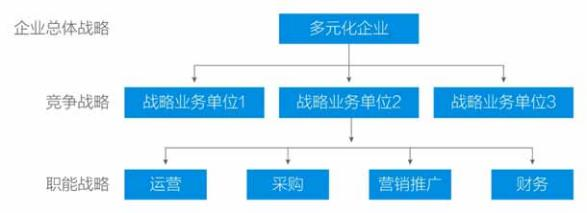 企业总体战略
多元化企业
竞争战略
战略业务单位1
战略业务单位2
战略业务单位3
职能战略
运营
采购
营销推广
财务